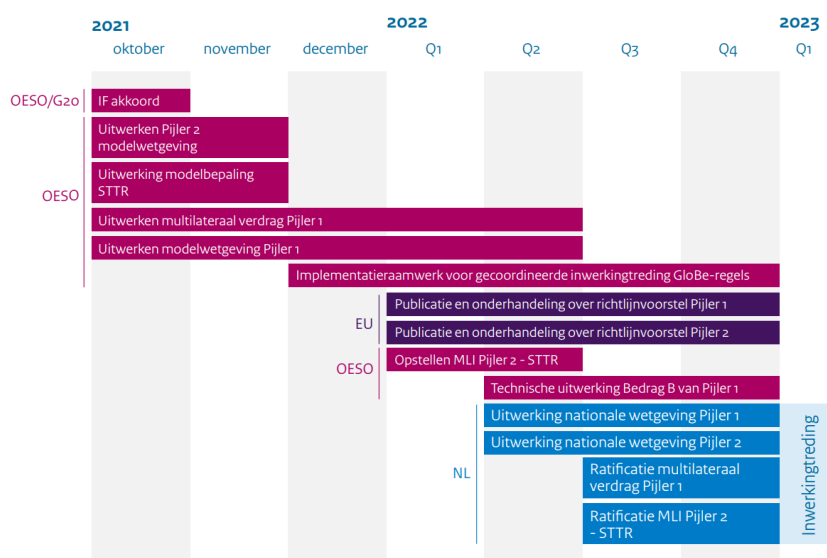 2021
2022
2023
oktober
november
december
Q1
Q2
Q3
Q4
Q1
OESO/G20
IF akkoord
OESO
Uitwerken Pijler 2
modelwetgeving
Uitwerking modelbepaling
STTR
Uitwerken multilateraal verdrag Pijler 1
Uitwerken modelwetgeving Pijler 1
Implementatieraamwerk voor gecoordineerde inwerkingtreding GloBe-regels
EU
Publicatie en onderhandeling over richtlijnvoorstel Pijler 1
Publicatie en onderhandeling over richtlijnvoorstel Pijler 2
OESO
Opstellen MLI Pijler 2 - STTR
Technische uitwerking Bedrag B van Pijler 1
NL
Uitwerking nationale wetgeving Pijler 1
Uitwerking nationale wetgeving Pijler 2
Ratificatie multilateraal
verdrag Pijler 1
Ratificatie MLI Pijler 2
- STTR
Inwerkingtreding